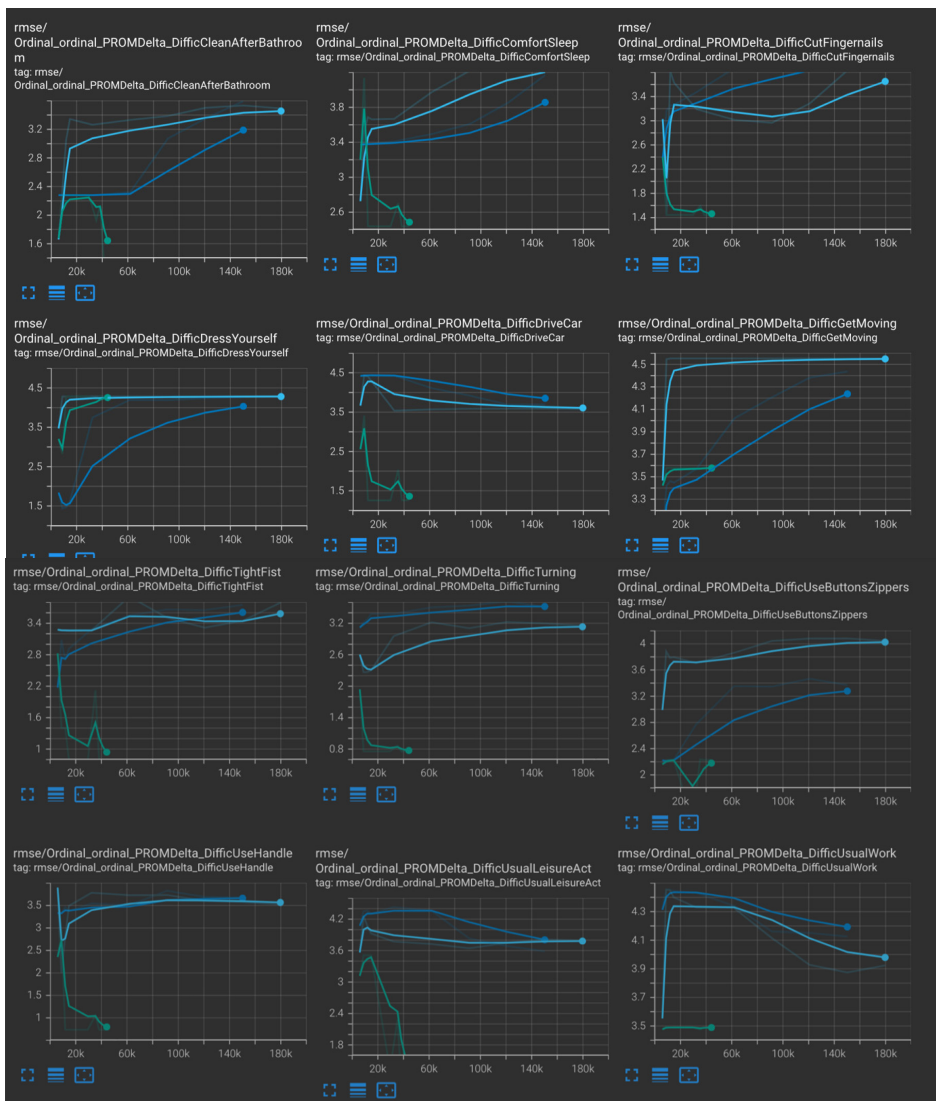 rmse/
Ordinal_ordinal_PROMDelta_DifficCleanAfterBathroo
m
tag: rmse/
Ordinal_ordinal_PROMDelta_DifficCleanAfterBathroom
3.2
2.8
2.4
2
1.6
20k 60k 100k 140k 180k
rmse/
Ordinal_ordinal_PROMDelta_DifficComfortSleep
tag: rmse/Ordinal_ordinal_PROMDelta_DifficComfortSleep
3.8
3.4
3
2.6
20k 60k 100k 140k 180k
rmse/
Ordinal_ordinal_PROMDelta_DifficCutFingernails
tag: rmse/Ordinal_ordinal_PROMDelta_DifficCutFingernails
3.4
3
2.6
2.2
1.8
1.4
20k 60k 100k 140k 180k
rmse/
Ordinal_ordinal_PROMDelta_DifficDressYourself
tag: rmse/Ordinal_ordinal_PROMDelta_DifficDressYourself
4.5
3.5
2.5
1.5
20k 60k 100k 140k 180k
rmse/Ordinal_ordinal_PROMDelta_DifficDriveCar
tag: rmse/Ordinal_ordinal_PROMDelta_DifficDriveCar
4.5
3.5
2.5
1.5
20k 60k 100k 140k 180k
rmse/Ordinal_ordinal_PROMDelta_DifficGetMoving
tag: rmse/Ordinal_ordinal_PROMDelta_DifficGetMoving
4.5
4.3
4.1
3.9
3.7
3.5
3.3
20k 60k 100k 140k 180k
rmse/Ordinal_ordinal_PROMDelta_DifficTightFist
tag: rmse/Ordinal_ordinal_PROMDelta_DifficTightFist
3.4
2.8
2.2
1.6
1
20k 60k 100k 140k 180k
rmse/Ordinal_ordinal_PROMDelta_DifficTurning
tag: rmse/Ordinal_ordinal_PROMDelta_DifficTurning
3.2
2.6
2
1.4
0.8
20k 60k 100k 140k 180k
rmse/
Ordinal_ordinal_PROMDelta_DifficUseButtonsZippers
tag: rmse/
Ordinal_ordinal_PROMDelta_DifficUseButtonsZippers
4
3.6
3.2
2.8
2.4
2
20k 60k 100k 140k 180k
rmse/Ordinal_ordinal_PROMDelta_DifficUseHandle
tag: rmse/Ordinal_ordinal_PROMDelta_DifficUseHandle
3.5
3
2.5
2
1.5
1
20k 60k 100k 140k 180k
rmse/
Ordinal_ordinal_PROMDelta_DifficUsualLeisureAct
tag: rmse/Ordinal_ordinal_PROMDelta_DifficUsualLeisureAct
4.2
3.6
3
2.4
1.8
20k 60k 100k 140k 180k
rmse/Ordinal_ordinal_PROMDelta_DifficUsualWork
tag: rmse/Ordinal_ordinal_PROMDelta_DifficUsualWork
4.3
4.1
3.9
3.7
3.5
20k 60k 100k 140k 180k